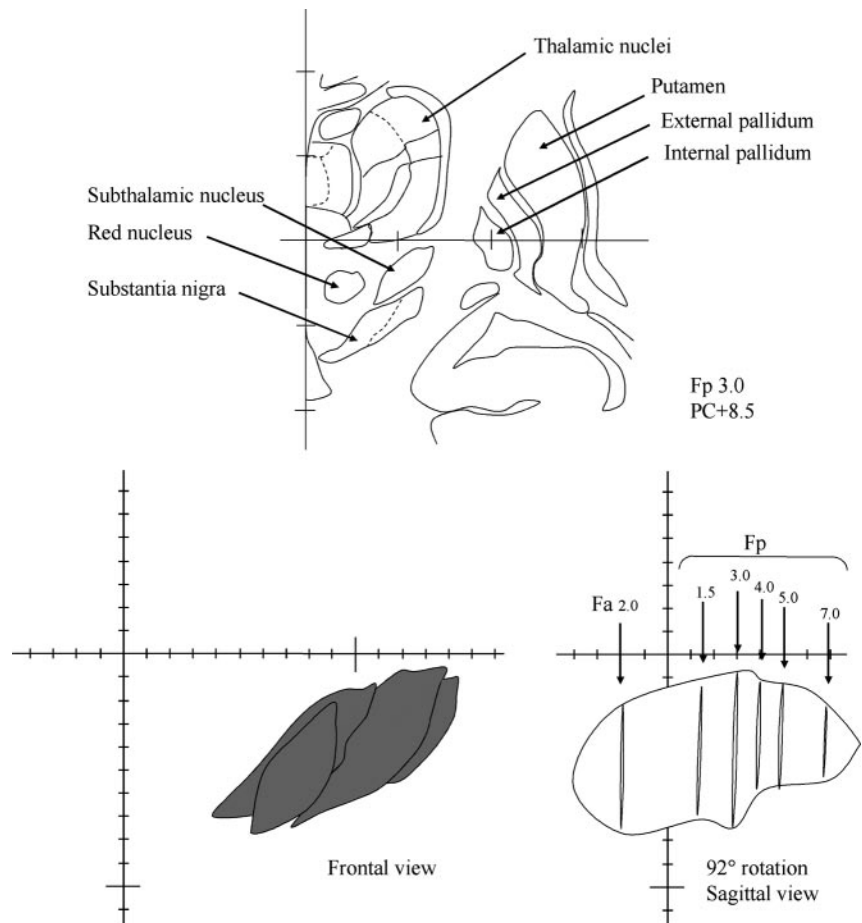 Thalamic nuclei
Putamen
External pallidum
Internal pallidum
Subthalamic nucleus
Red nucleus
Substantia nigra
Fp 3.0
PC+8.5
Fp
Fa 2.0
1.5
3.0
4.0
5.0
7.0
Frontal view
92° rotation
Sagittal view